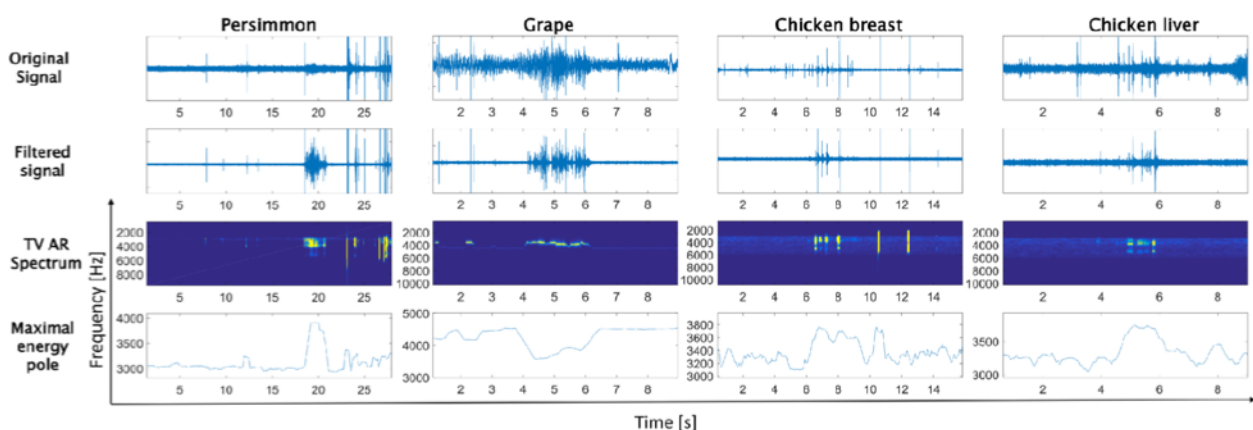 Persimmon Grape Chicken breast Chicken liver
Original
Signal
5 10 15 20 25 1 2 3 4 5 6 7 8 2 4 6 8 10 12 14 2 4 6 8
Filtered
signal
5 10 15 20 25 1 2 3 4 5 6 7 8 2 4 6 8 10 12 14 2 4 6 8
TV AR
Spectrum
2000 2000 2000 2000
4000 4000 4000 4000
6000 6000 6000 6000
8000 8000 8000 8000
10000 10000 10000
5 10 15 20 25 1 2 3 4 5 6 7 8 2 4 6 8 10 12 14 2 4 6 8
Maximal
energy
pole
4000 5000 3800 3500
3500 4000 3600 3000
3000 3000 3400
3200
3000
5 10 15 20 25 1 2 3 4 5 6 7 8 2 4 6 8 10 12 14 2 4 6 8
Frequency [Hz]
Time [s]